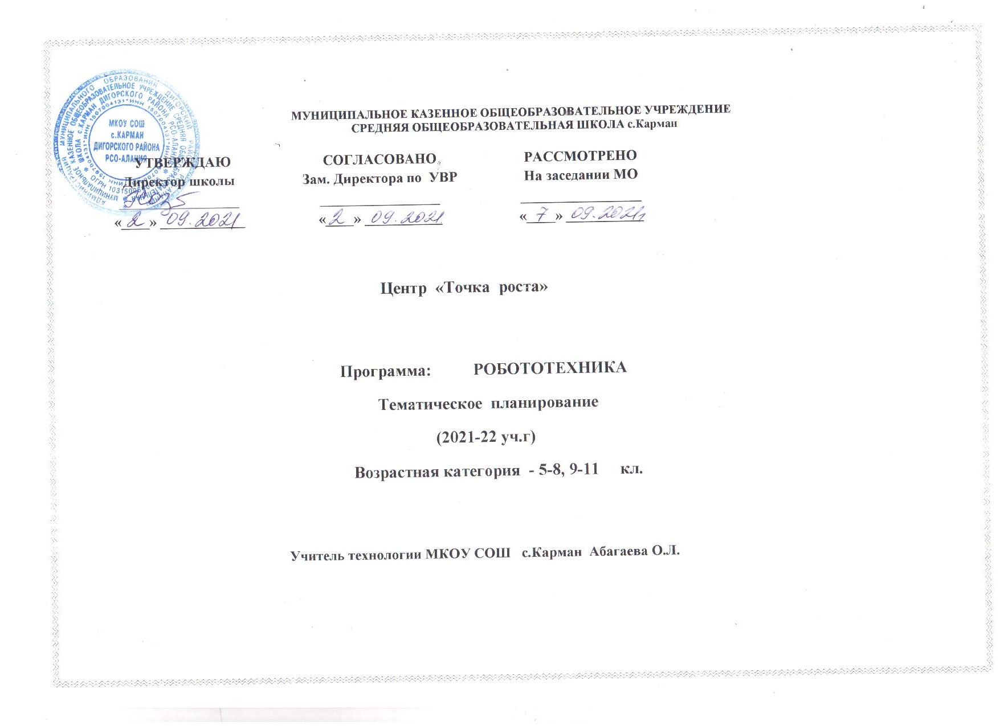 МУНИЦИПАЛЬНОЕ КАЗЕННОЕ ОБЩЕОБРАЗОВАТЕЛЬНОЕ УЧРЕЖДЕНИЕ
СРЕДНЯЯ ОБЩЕОБРАЗОВАТЕЛЬНАЯ ШКОЛА с.Карман
МКОУ СОШ
с.КАРМАН
ДИГОРСКОГО РАЙОНА
РСО-АЛАНИЯ
УТВЕРЖДАЮ
Директор школы
«2» 09.2021
СОГЛАСОВАНО
Зам. Директора по УВР
«2» 09.2021
РАССМОТРЕНО
На заседании МО
«7» 09.2021
Центр «Точка роста»
Программа: РОБОТОТЕХНИКА
Тематическое планирование
(2021-22 уч.г)
Возрастная категория - 5-8, 9-11 кл.
Учитель технологии МКОУ СОШ с.Карман Абагаева О.Л.